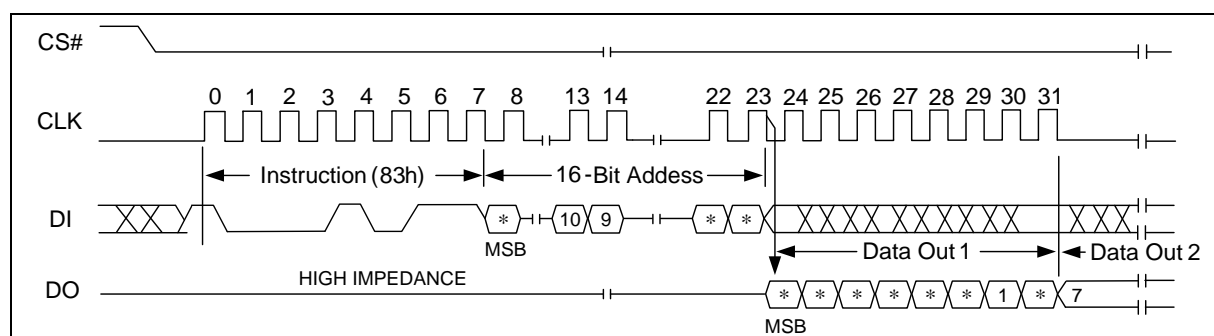 CS#
0 1 2 3 4 5 6 7 8 13 14 22 23 24 25 26 27 28 29 30 31
CLK
Instruction (83h) 16-Bit Addess
DI * 10 9 * *
MSB
Data Out 1 Data Out 2
HIGH IMPEDANCE
DO * * * * * * 1 * 7
MSB